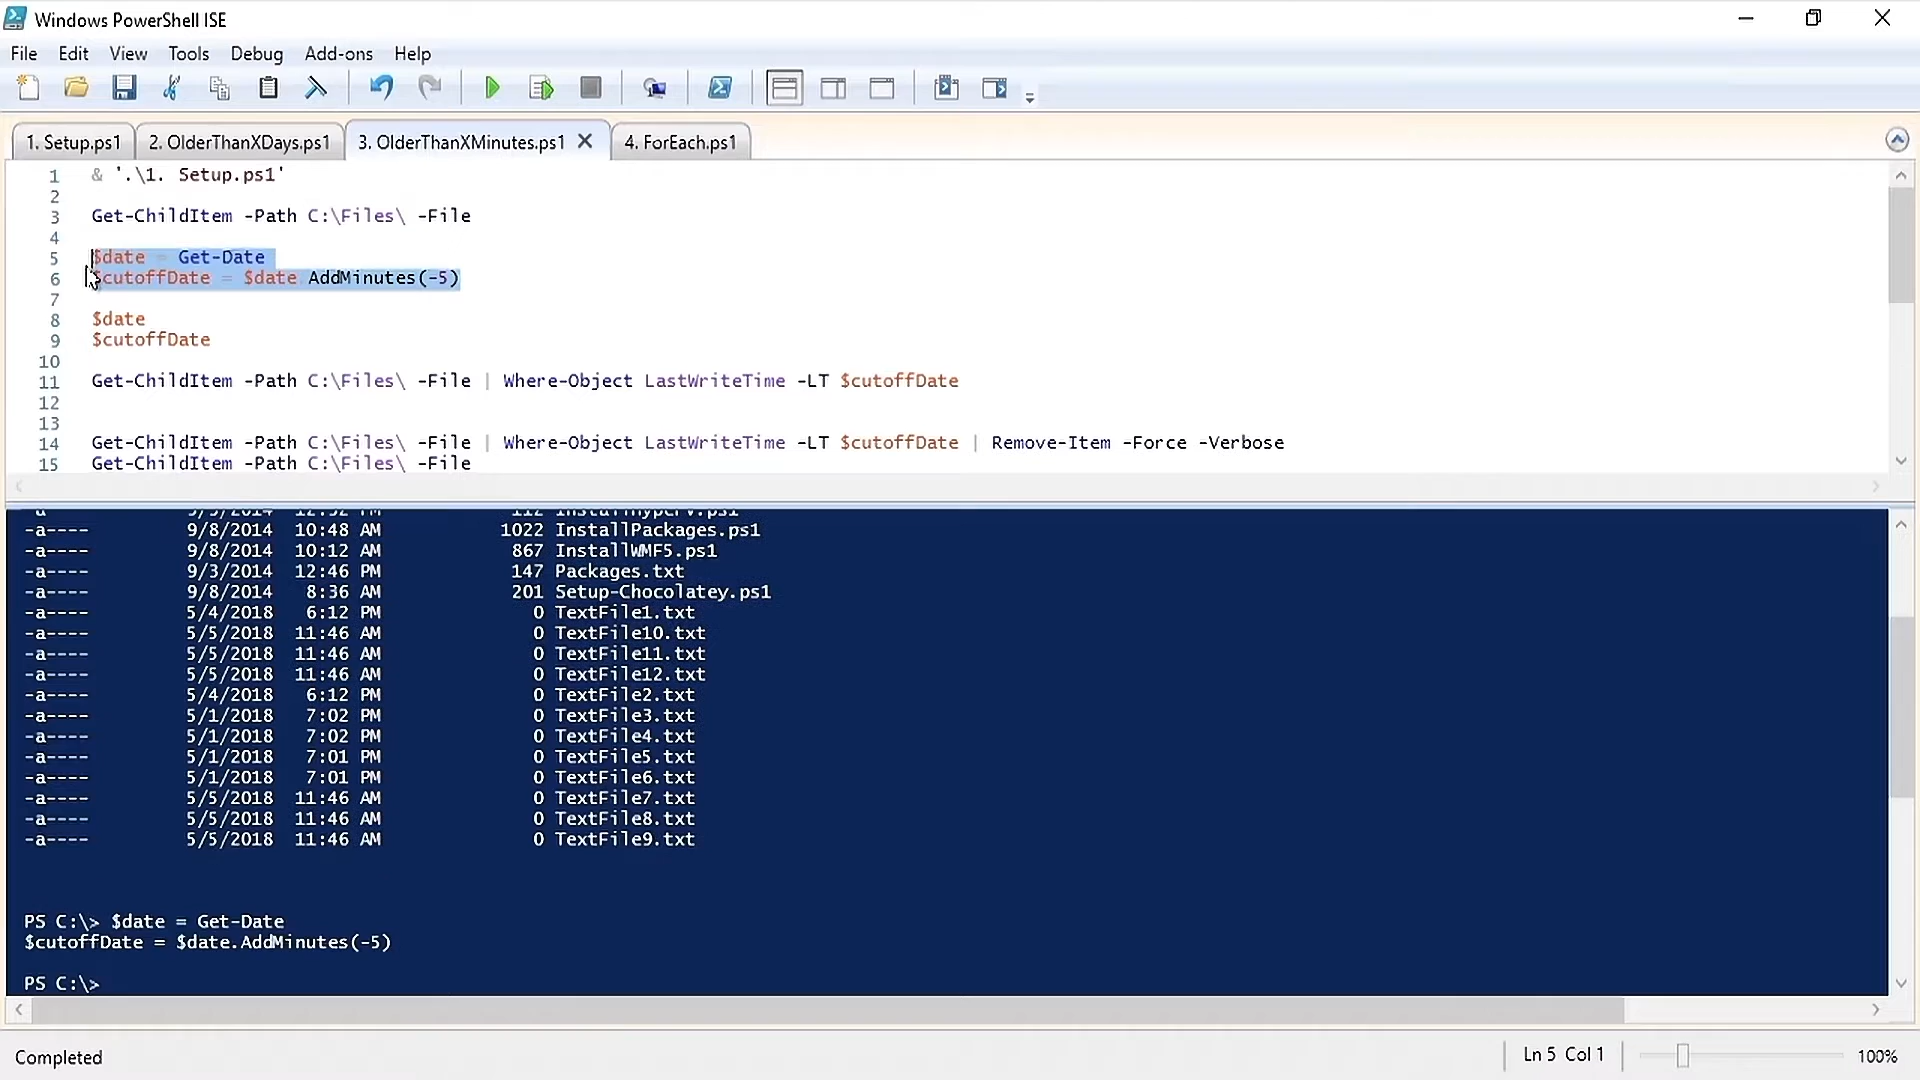 Windows PowerShell ISE
File Edit View Tools Debug Add-ons Help
1. Setup.ps1 2. OlderThanXDays.ps1 3. OlderThanXMinutes.ps1 4. ForEach.ps1
1 & '.\1. Setup.ps1'
2
3 Get-ChildItem -Path C:\Files\ -File
4
5 $date = Get-Date
6 $cutoffDate = $date AddMinutes(-5)
7
8 $date
9 $cutoffDate
10
11 Get-ChildItem -Path C:\Files\ -File | Where-Object LastWriteTime -LT $cutoffDate
12
13
14 Get-ChildItem -Path C:\Files\ -File | Where-Object LastWriteTime -LT $cutoffDate | Remove-Item -Force -Verbose
15 Get-ChildItem -Path C:\Files\ -File
-a---- 9/8/2014 10:48 AM 1022 InstallPackages.ps1
-a---- 9/8/2014 10:12 AM 867 InstallWMF5.ps1
-a---- 9/3/2014 12:46 PM 147 Packages.txt
-a---- 9/8/2014 8:36 AM 201 Setup-Chocolatey.ps1
-a---- 5/4/2018 6:12 PM 0 TextFile1.txt
-a---- 5/5/2018 11:46 AM 0 TextFile10.txt
-a---- 5/5/2018 11:46 AM 0 TextFile11.txt
-a---- 5/5/2018 11:46 AM 0 TextFile12.txt
-a---- 5/4/2018 6:12 PM 0 TextFile2.txt
-a---- 5/1/2018 7:02 PM 0 TextFile3.txt
-a---- 5/1/2018 7:02 PM 0 TextFile4.txt
-a---- 5/1/2018 7:01 PM 0 TextFile5.txt
-a---- 5/1/2018 7:01 PM 0 TextFile6.txt
-a---- 5/5/2018 11:46 AM 0 TextFile7.txt
-a---- 5/5/2018 11:46 AM 0 TextFile8.txt
-a---- 5/5/2018 11:46 AM 0 TextFile9.txt
PS C:\> $date = Get-Date
$cutoffDate = $date.AddMinutes(-5)
PS C:\>
Completed Ln 5 Col 1 100%